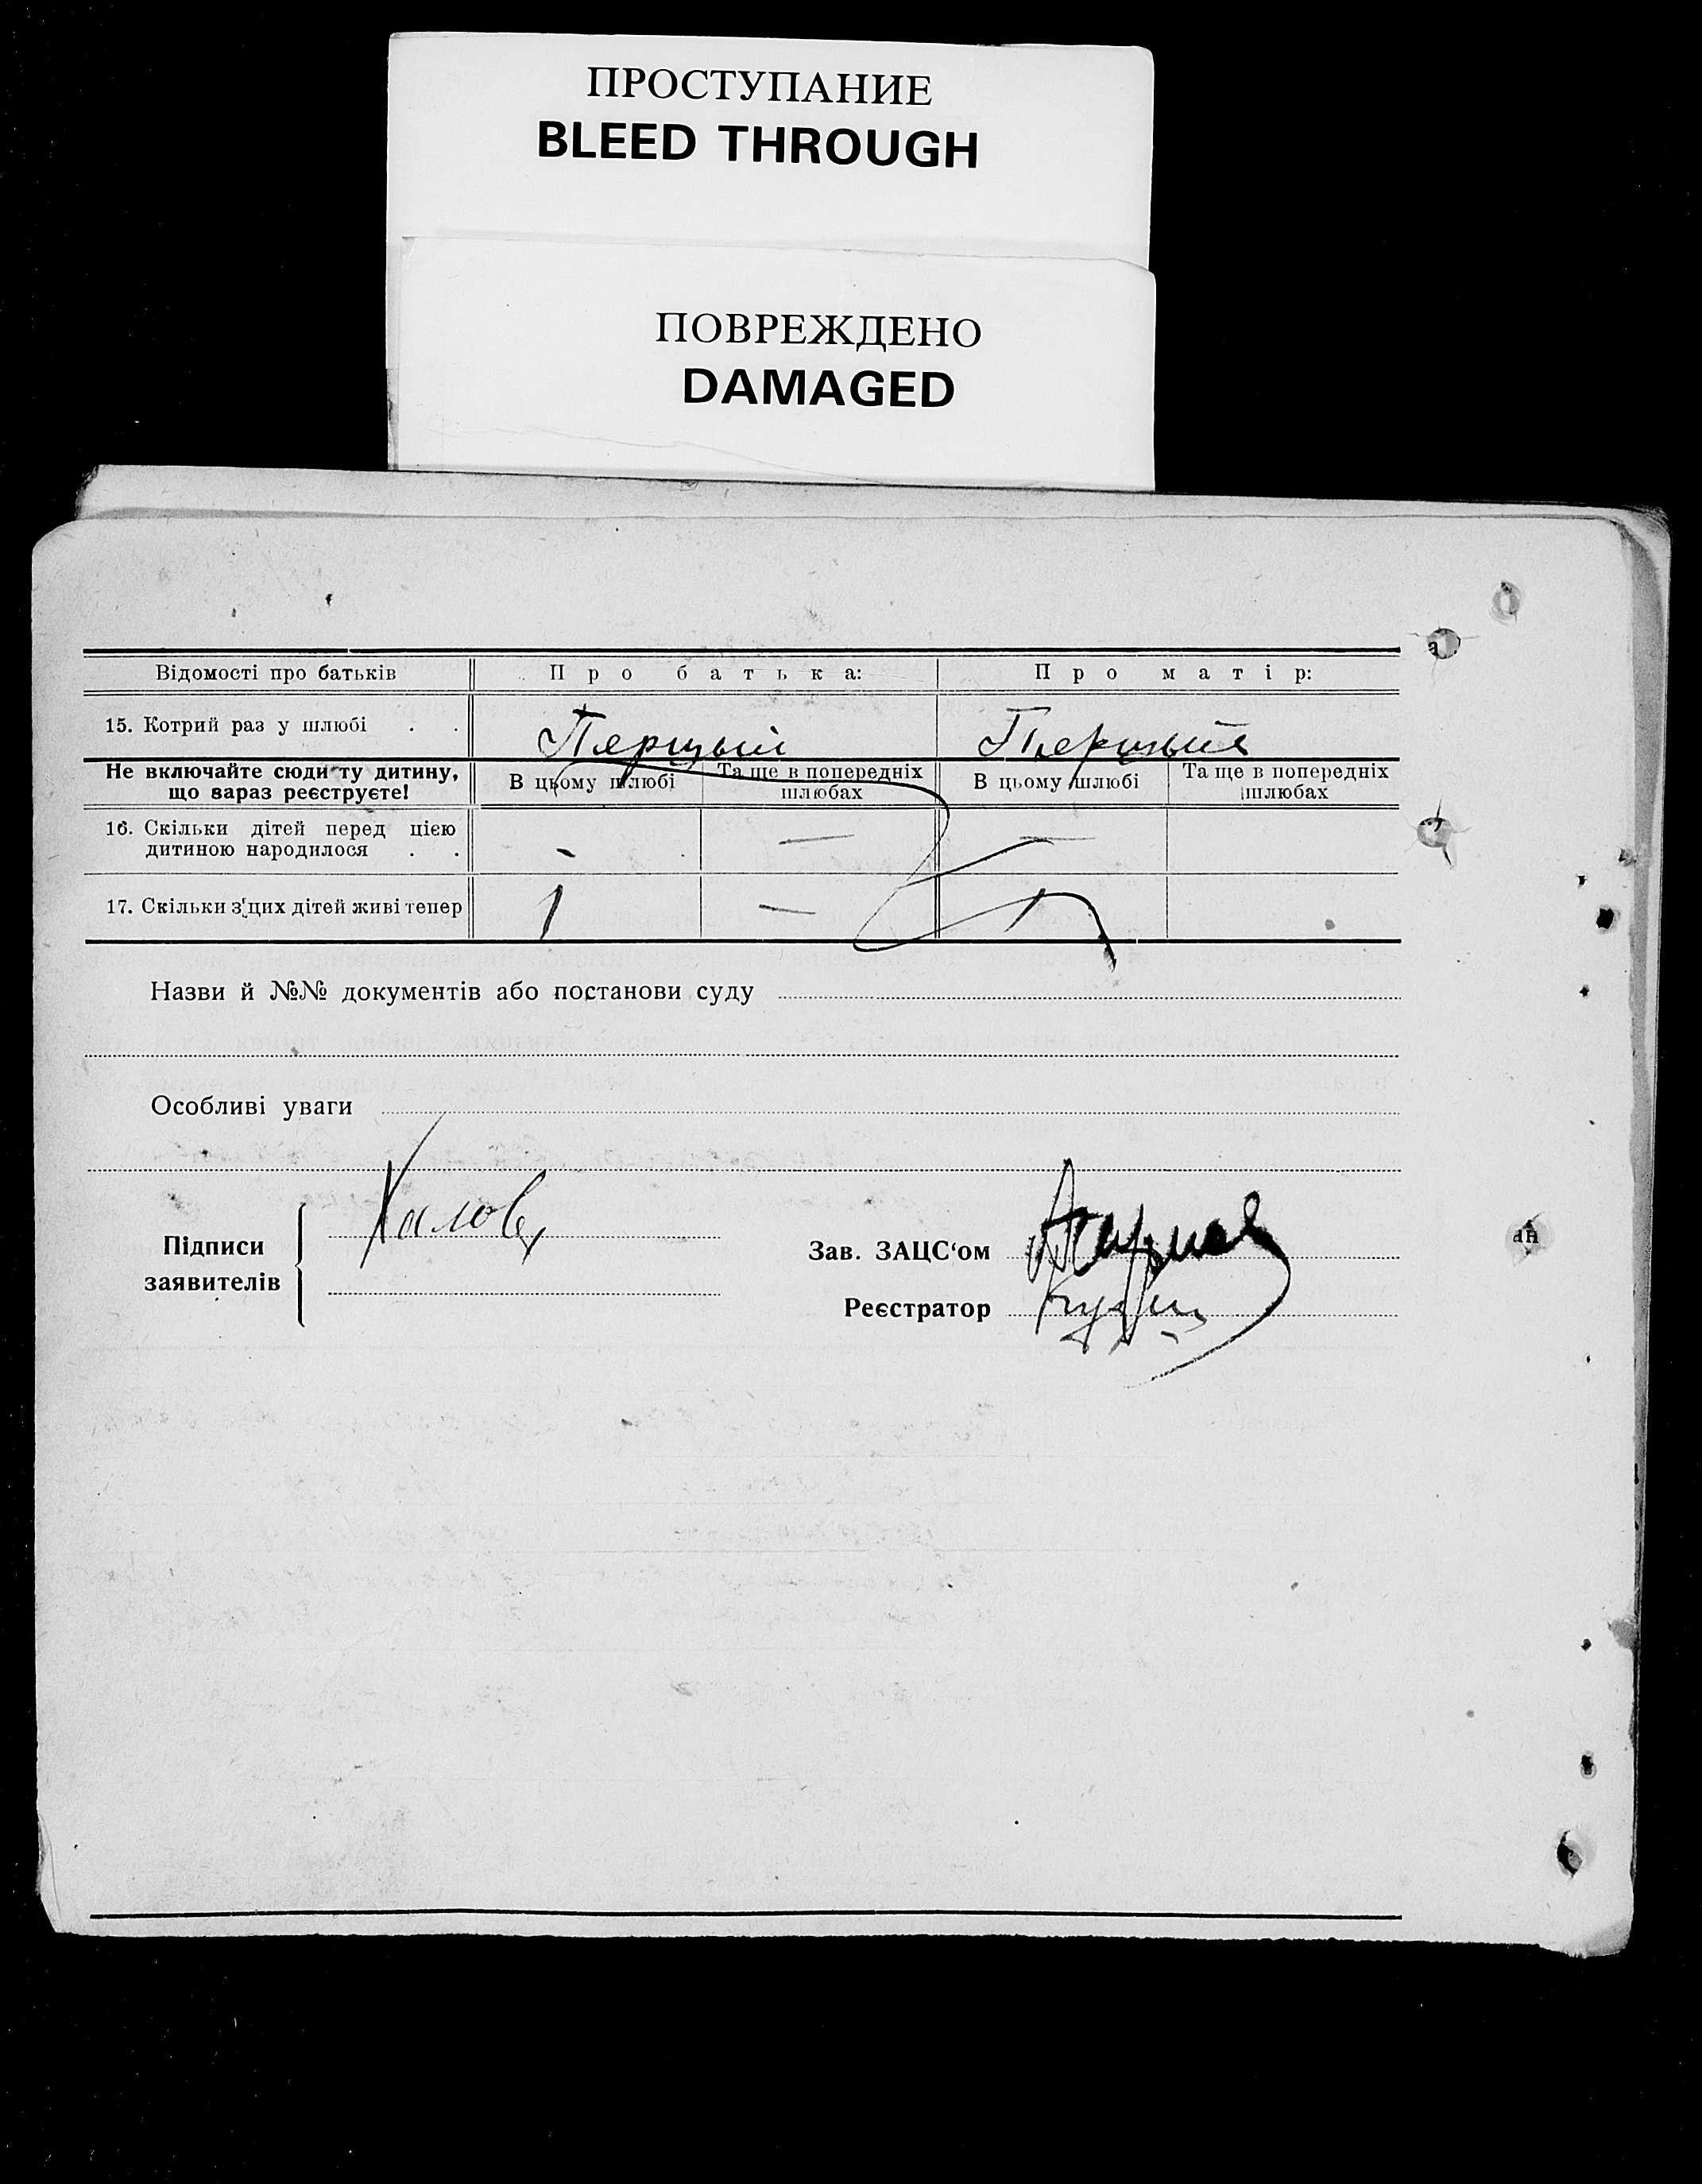 ПРОСТУПАНИЕ
BLEED THROUGH
ПОВРЕЖДЕНО
DAMAGED
Відомості про батьків Про батька: Про матір:
15. Котрий раз у шлюбі . . Перший Перший
Не включайте сюди ту дитину, що зараз реєструєте! В цьому шлюбі Та ще в попередніх шлюбах В цьому шлюбі Та ще в попередніх шлюбах
16. Скільки дітей перед цією
дитиною народилося . . - — —
17. Скільки з цих дітей живі тепер 1 — 1
Назви й №№ документів або постанови суду
Особливі уваги
Підписи
заявителів
Зав. ЗАЦС‘ом
Реєстратор